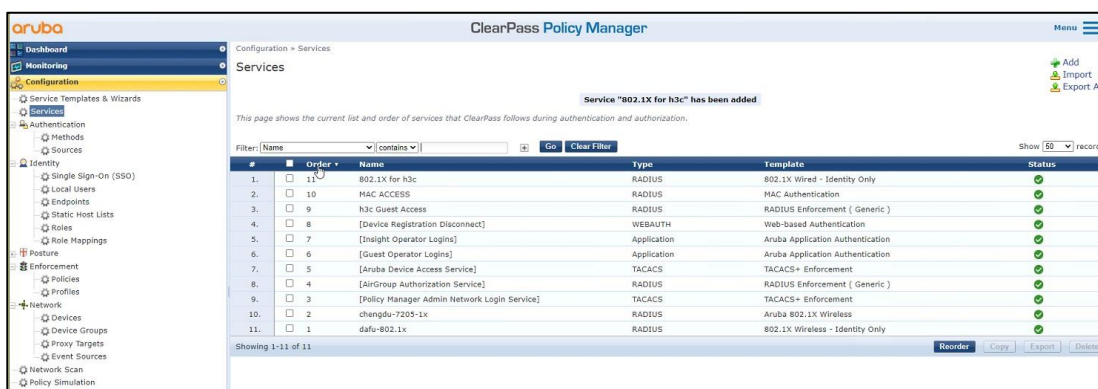 aruba
ClearPass Policy Manager
Menu
Dashboard
Monitoring
Configuration
Service Templates & Wizards
Services
Authentication
Methods
Sources
Identity
Single Sign-On (SSO)
Local Users
Endpoints
Static Host Lists
Roles
Role Mappings
Posture
Enforcement
Policies
Profiles
Network
Devices
Device Groups
Proxy Targets
Event Sources
Network Scan
Policy Simulation
Configuration » Services
Services
Add
Import
Export A
Service "802.1X for h3c" has been added
This page shows the current list and order of services that ClearPass follows during authentication and authorization.
Filter: Name contains Go Clear Filter Show 50 record
# Order Name Type Template Status
1. 11 802.1X for h3c RADIUS 802.1X Wired - Identity Only
2. 10 MAC ACCESS RADIUS MAC Authentication
3. 9 h3c Guest Access RADIUS RADIUS Enforcement ( Generic )
4. 8 [Device Registration Disconnect] WEBAUTH Web-based Authentication
5. 7 [Insight Operator Logins] Application Aruba Application Authentication
6. 6 [Guest Operator Logins] Application Aruba Application Authentication
7. 5 [Aruba Device Access Service] TACACS TACACS+ Enforcement
8. 4 [AirGroup Authorization Service] RADIUS RADIUS Enforcement ( Generic )
9. 3 [Policy Manager Admin Network Login Service] TACACS TACACS+ Enforcement
10. 2 chengdu-7205-1x RADIUS Aruba 802.1X Wireless
11. 1 dafu-802.1x RADIUS 802.1X Wireless - Identity Only
Showing 1-11 of 11 Reorder Copy Export Delete